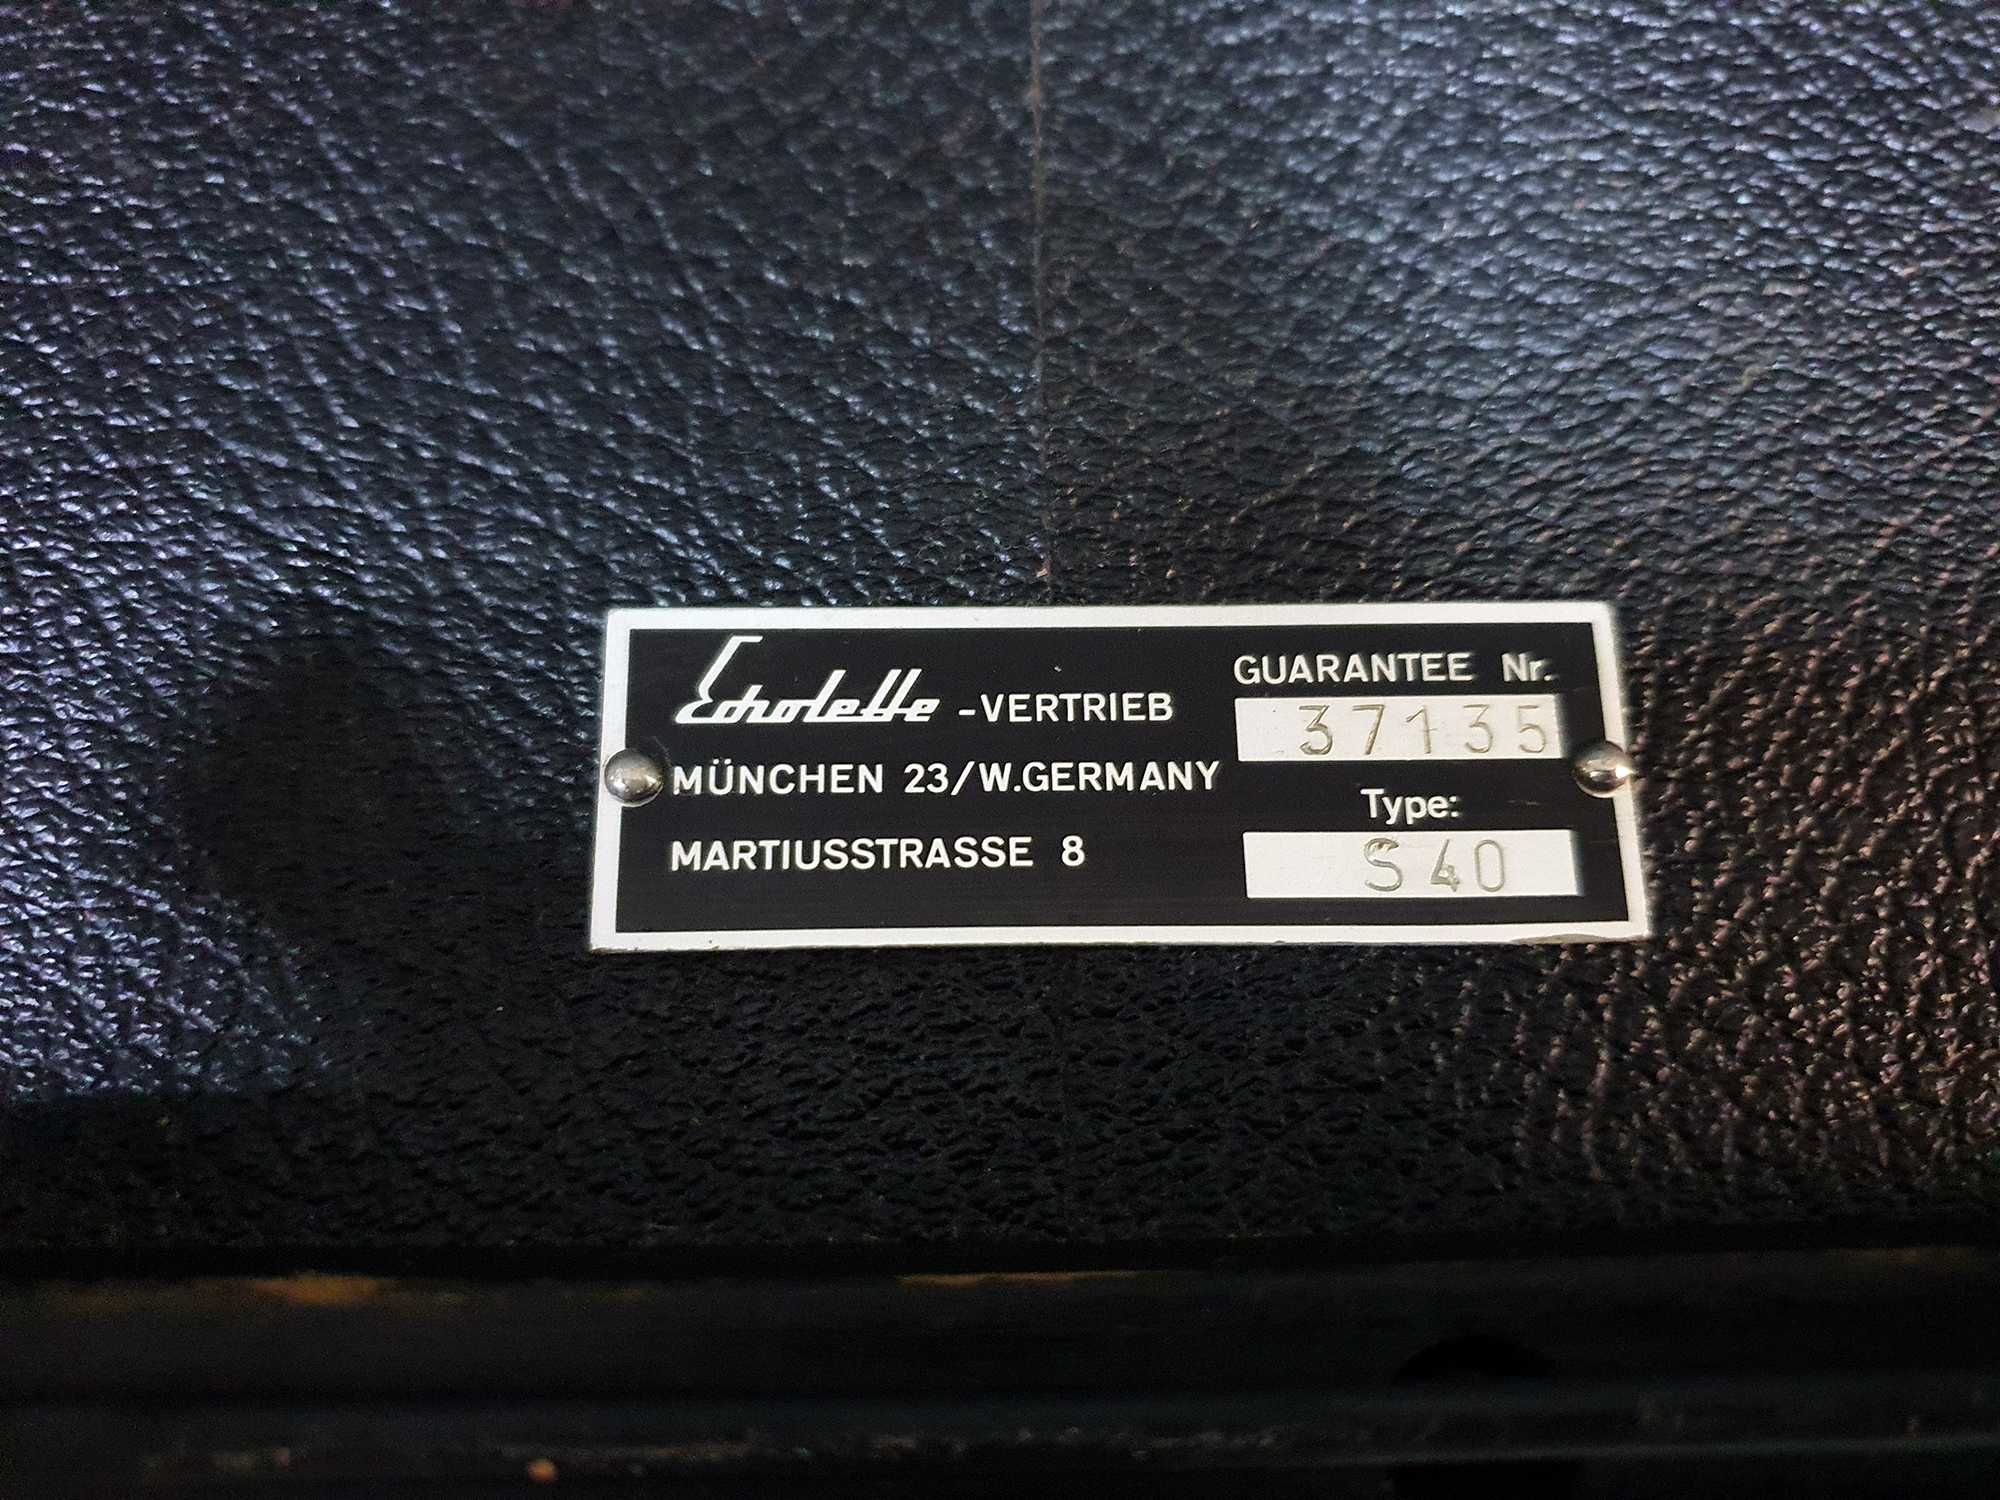 Echolette -VERTRIEB
MÜNCHEN 23/W.GERMANY
MARTIUSSTRASSE 8
GUARANTEE Nr.
37135
Type:
S40